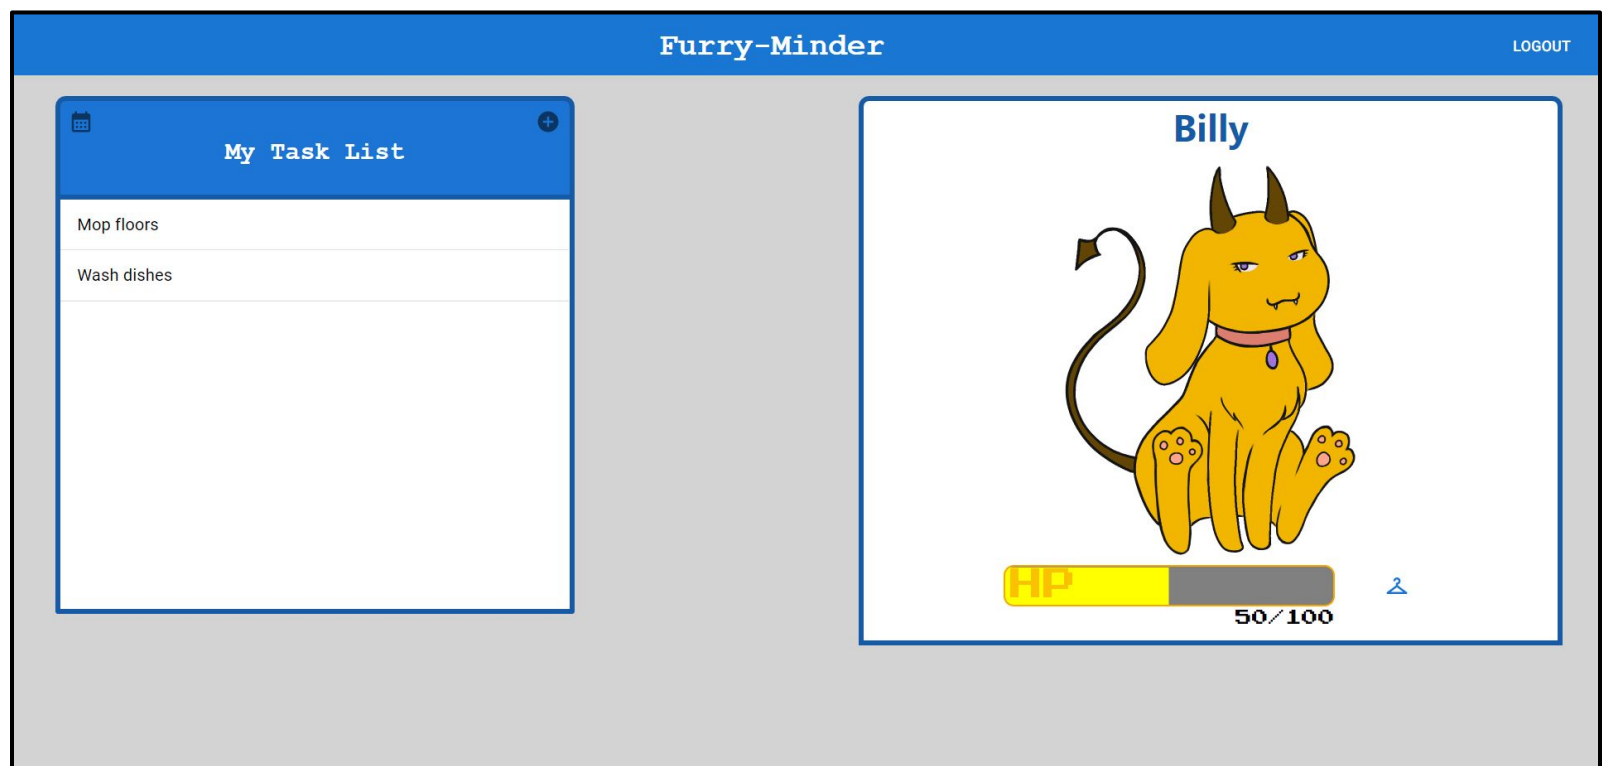 Furry-Minder
LOGOUT
My Task List
Mop floors
Wash dishes
Billy
HP
50/100